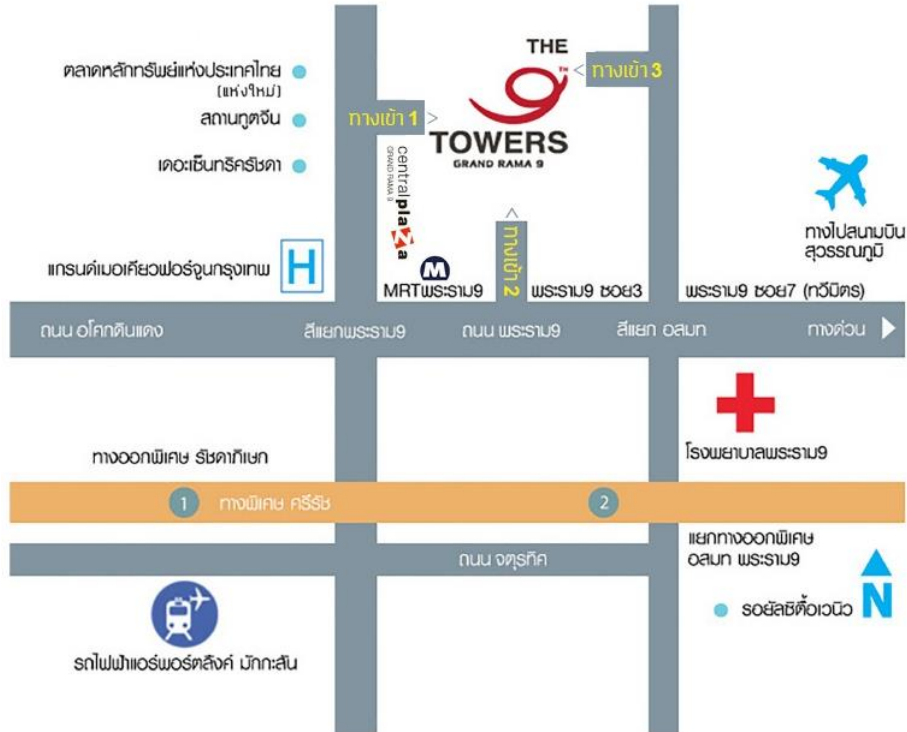 THE
9TH
TOWERS
GRAND RAMA 9
< ทางเข้า 3
ตลาดหลักทรัพย์แห่งประเทศไทย
(แห่งใหม่)
สถานทูตจีน
ทางเข้า 1 >
เดอะเซ็นทริครัชดา
centralplaza
GRAND RAMA 9
แกรนด์เมอเคียวฟอร์จูนกรุงเทพ
H
M
MRTพระราม9
ทางเข้า 2 >
พระราม9 ซอย3
ทางไปสนามบิน
สุวรรณภูมิ
พระราม9 ซอย7 (ทวีมิตร)
ถนน อโศกดินแดง
สี่แยกพระราม9
ถนน พระราม9
สี่แยก อสมท
ทางด่วน
โรงพยาบาลพระราม9
ทางออกพิเศษ รัชดาภิเษก
1
ทางพิเศษ ศรีรัช
2
แยกทางออกพิเศษ
อสมท พระราม9
ถนน จตุรทิศ
รอยัลซิตี้อเวนิว
N
รถไฟฟ้าแอร์พอร์ตลิงค์ มักกะสัน